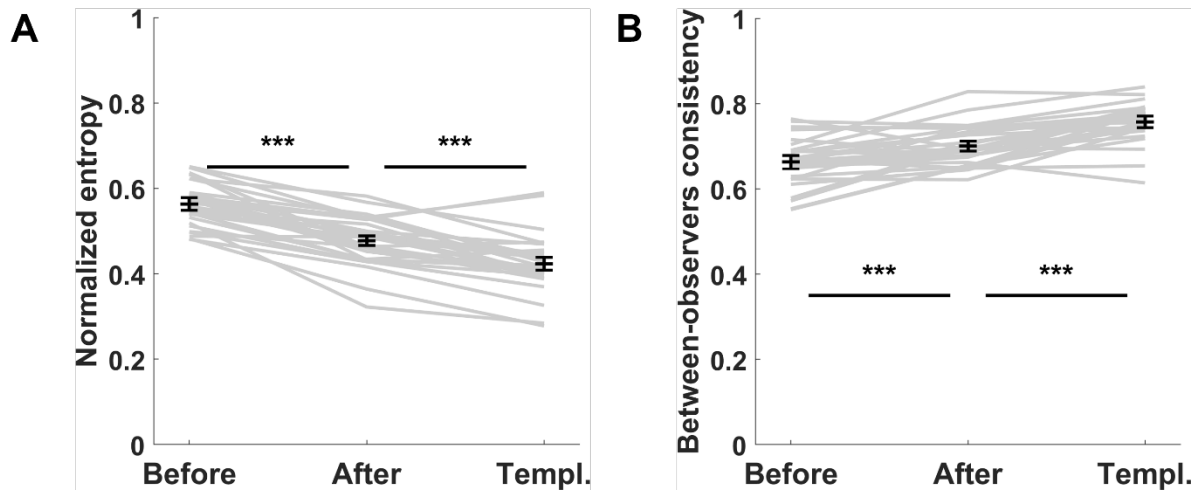 A
Normalized entropy
1
0.8
0.6
0.4
0.2
0
*** ***
Before After Templ.
B
Between-observers consistency
1
0.8
0.6
0.4
0.2
0
*** ***
Before After Templ.